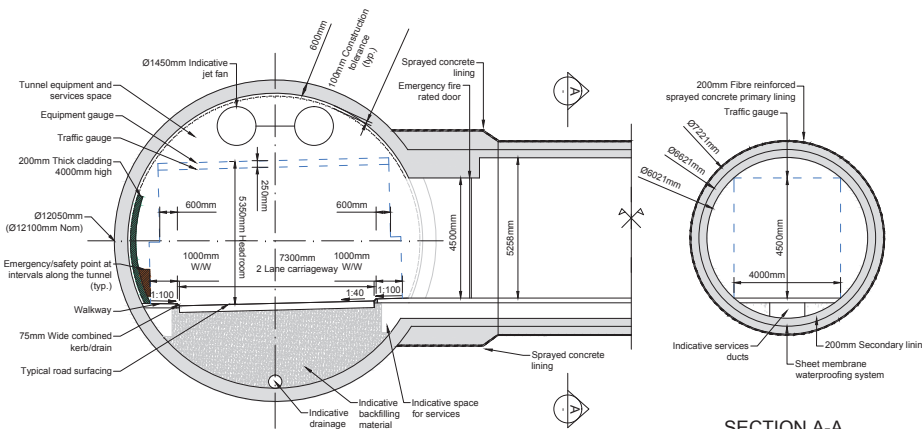 600mm
100mm Construction
tolerance
(typ.)
Ø1450mm Indicative
jet fan
Tunnel equipment and
services space
Equipment gauge
Traffic gauge
200mm Thick cladding
4000mm high
Ø12050mm
(Ø12100mm Nom)
Emergency/safety point at
intervals along the tunnel
(typ.)
Walkway
75mm Wide combined
kerb/drain
Typical road surfacing
600mm
250mm
5350mm Headroom
600mm
1000mm
W/W
7300mm
2 Lane carriageway
1000mm
W/W
1:100
1:40
1:100
Indicative
drainage
Indicative
backfilling
material
Indicative space
for services
Sprayed concrete
lining
Sprayed concrete
lining
Emergency fire
rated door
4500mm
5258mm
A
-
A
-
200mm Fibre reinforced
sprayed concrete primary lining
Traffic gauge
Ø7221mm
Ø6621mm
Ø6021mm
4500mm
4000mm
Indicative services
ducts
200mm Secondary linin
Sheet membrane
waterproofing system